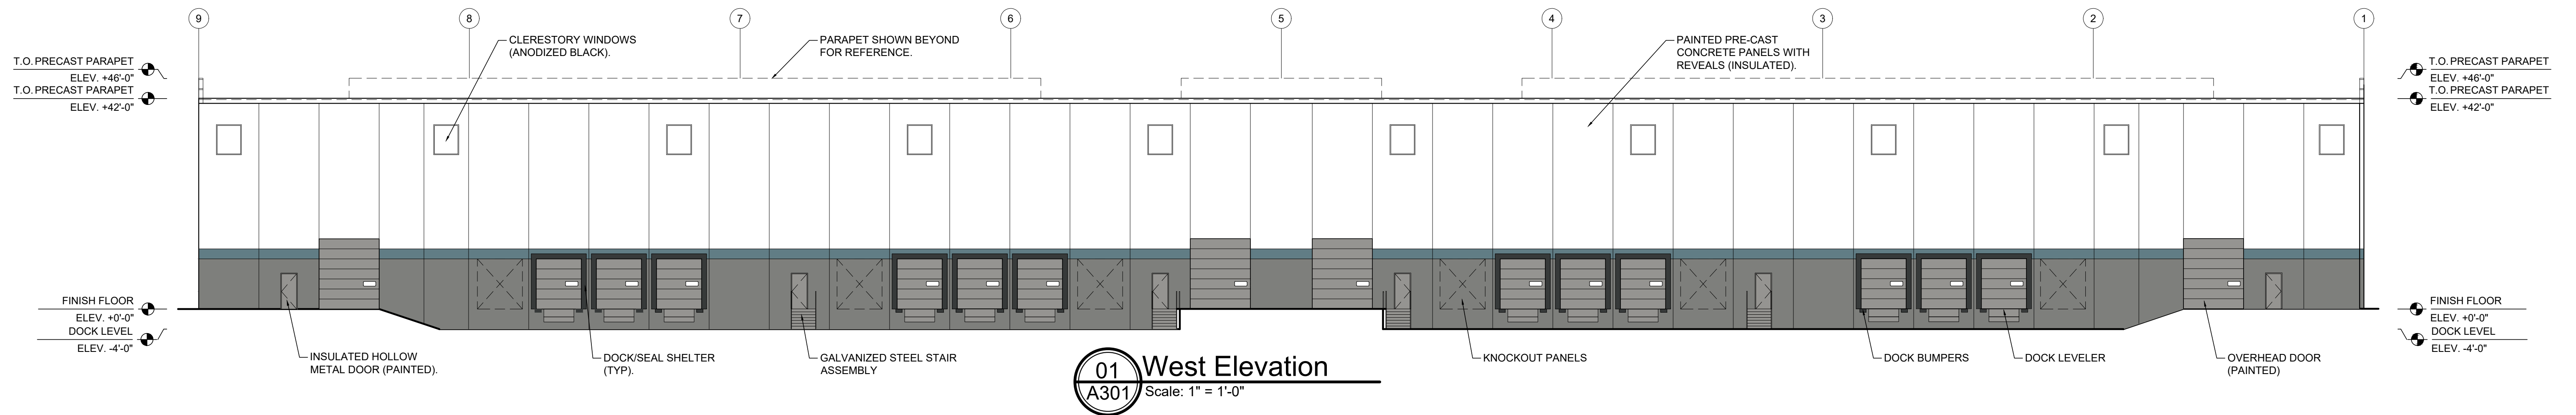 9
8
7
6
5
4
3
2
1
CLERESTORY WINDOWS
(ANODIZED BLACK).
PARAPET SHOWN BEYOND
FOR REFERENCE.
PAINTED PRE-CAST
CONCRETE PANELS WITH
REVEALS (INSULATED).
T.O. PRECAST PARAPET
ELEV. +46'-0"
T.O. PRECAST PARAPET
ELEV. +42'-0"
T.O. PRECAST PARAPET
ELEV. +46'-0"
T.O. PRECAST PARAPET
ELEV. +42'-0"
FINISH FLOOR
ELEV. +0'-0"
DOCK LEVEL
ELEV. -4'-0"
FINISH FLOOR
ELEV. +0'-0"
DOCK LEVEL
ELEV. -4'-0"
INSULATED HOLLOW
METAL DOOR (PAINTED).
DOCK/SEAL SHELTER
(TYP).
GALVANIZED STEEL STAIR
ASSEMBLY
KNOCKOUT PANELS
DOCK BUMPERS
DOCK LEVELER
OVERHEAD DOOR
(PAINTED)
01
A301
West Elevation
Scale: 1" = 1'-0"